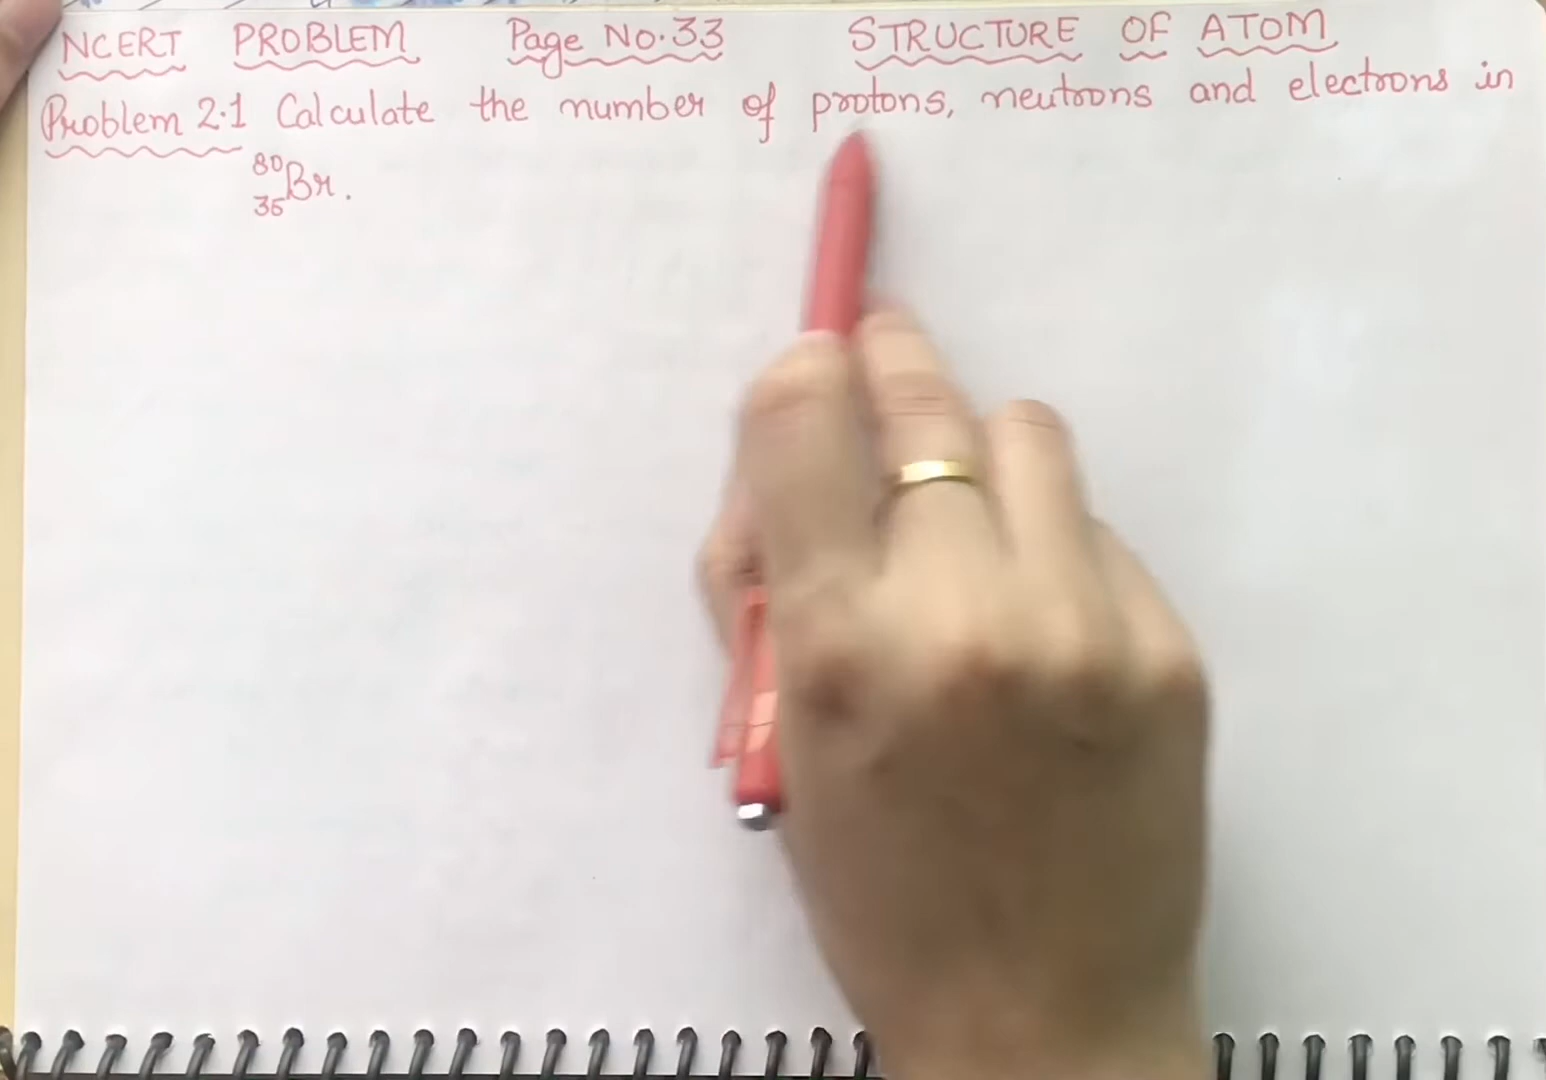 NCERT PROBLEM Page No.33 STRUCTURE OF ATOM
Problem 2.1 Calculate the number of protons, neutrons and electrons in
80
35Br.